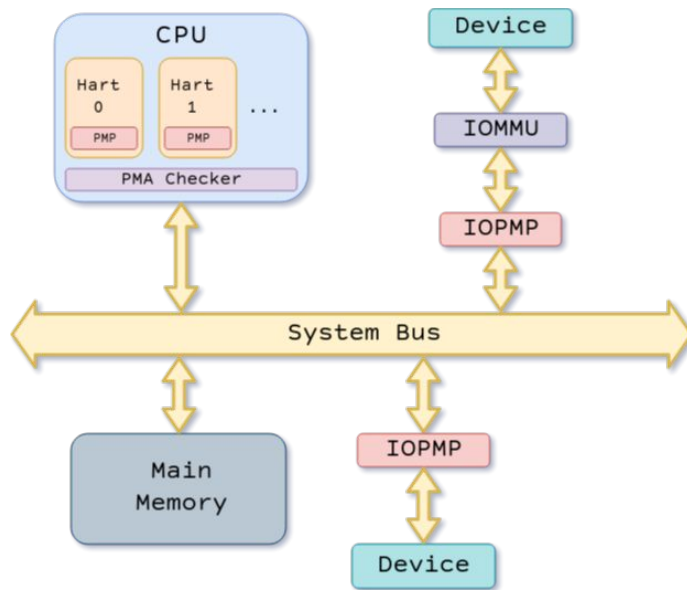 CPU
Hart
0
PMP
Hart
1
PMP
...
PMA Checker
Device
IOMMU
IOPMP
System Bus
Main
Memory
IOPMP
Device